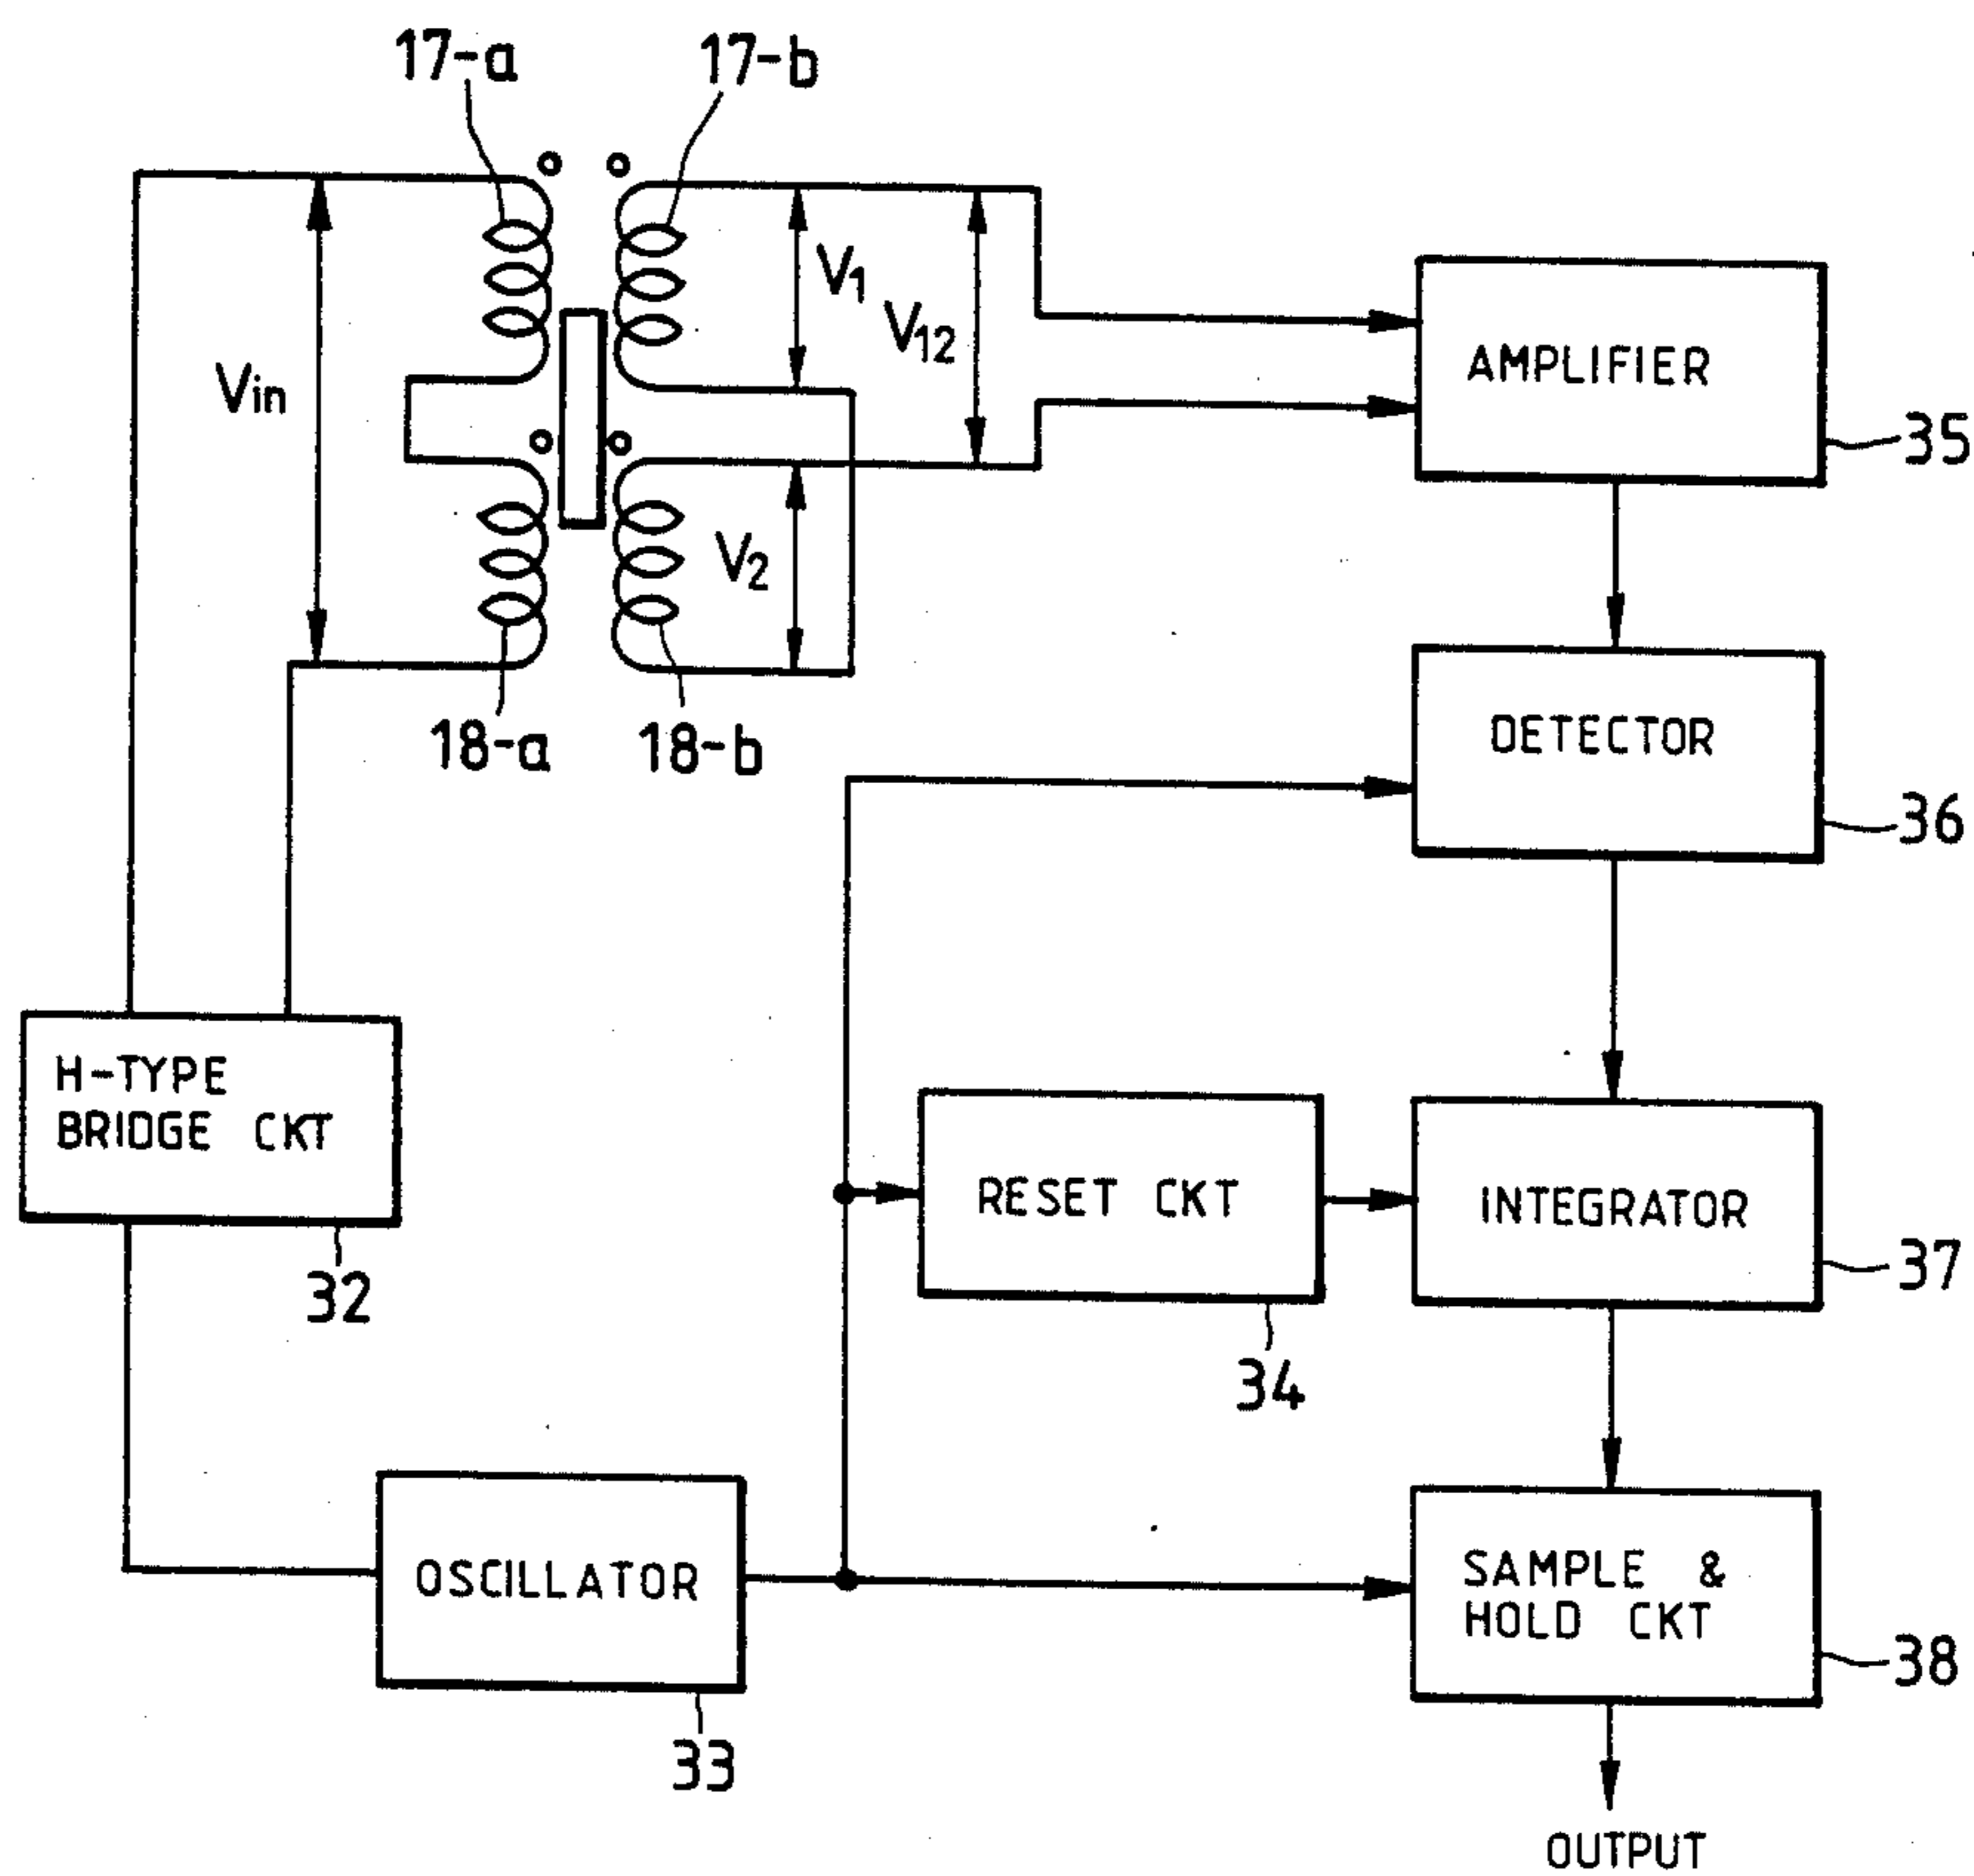 17-a
17-b
Vin
V1
V12
V2
18-a
18-b
AMPLIFIER
35
DETECTOR
36
H-TYPE
BRIDGE CKT
32
RESET CKT
34
INTEGRATOR
37
OSCILLATOR
33
SAMPLE &
HOLD CKT
38
OUTPUT